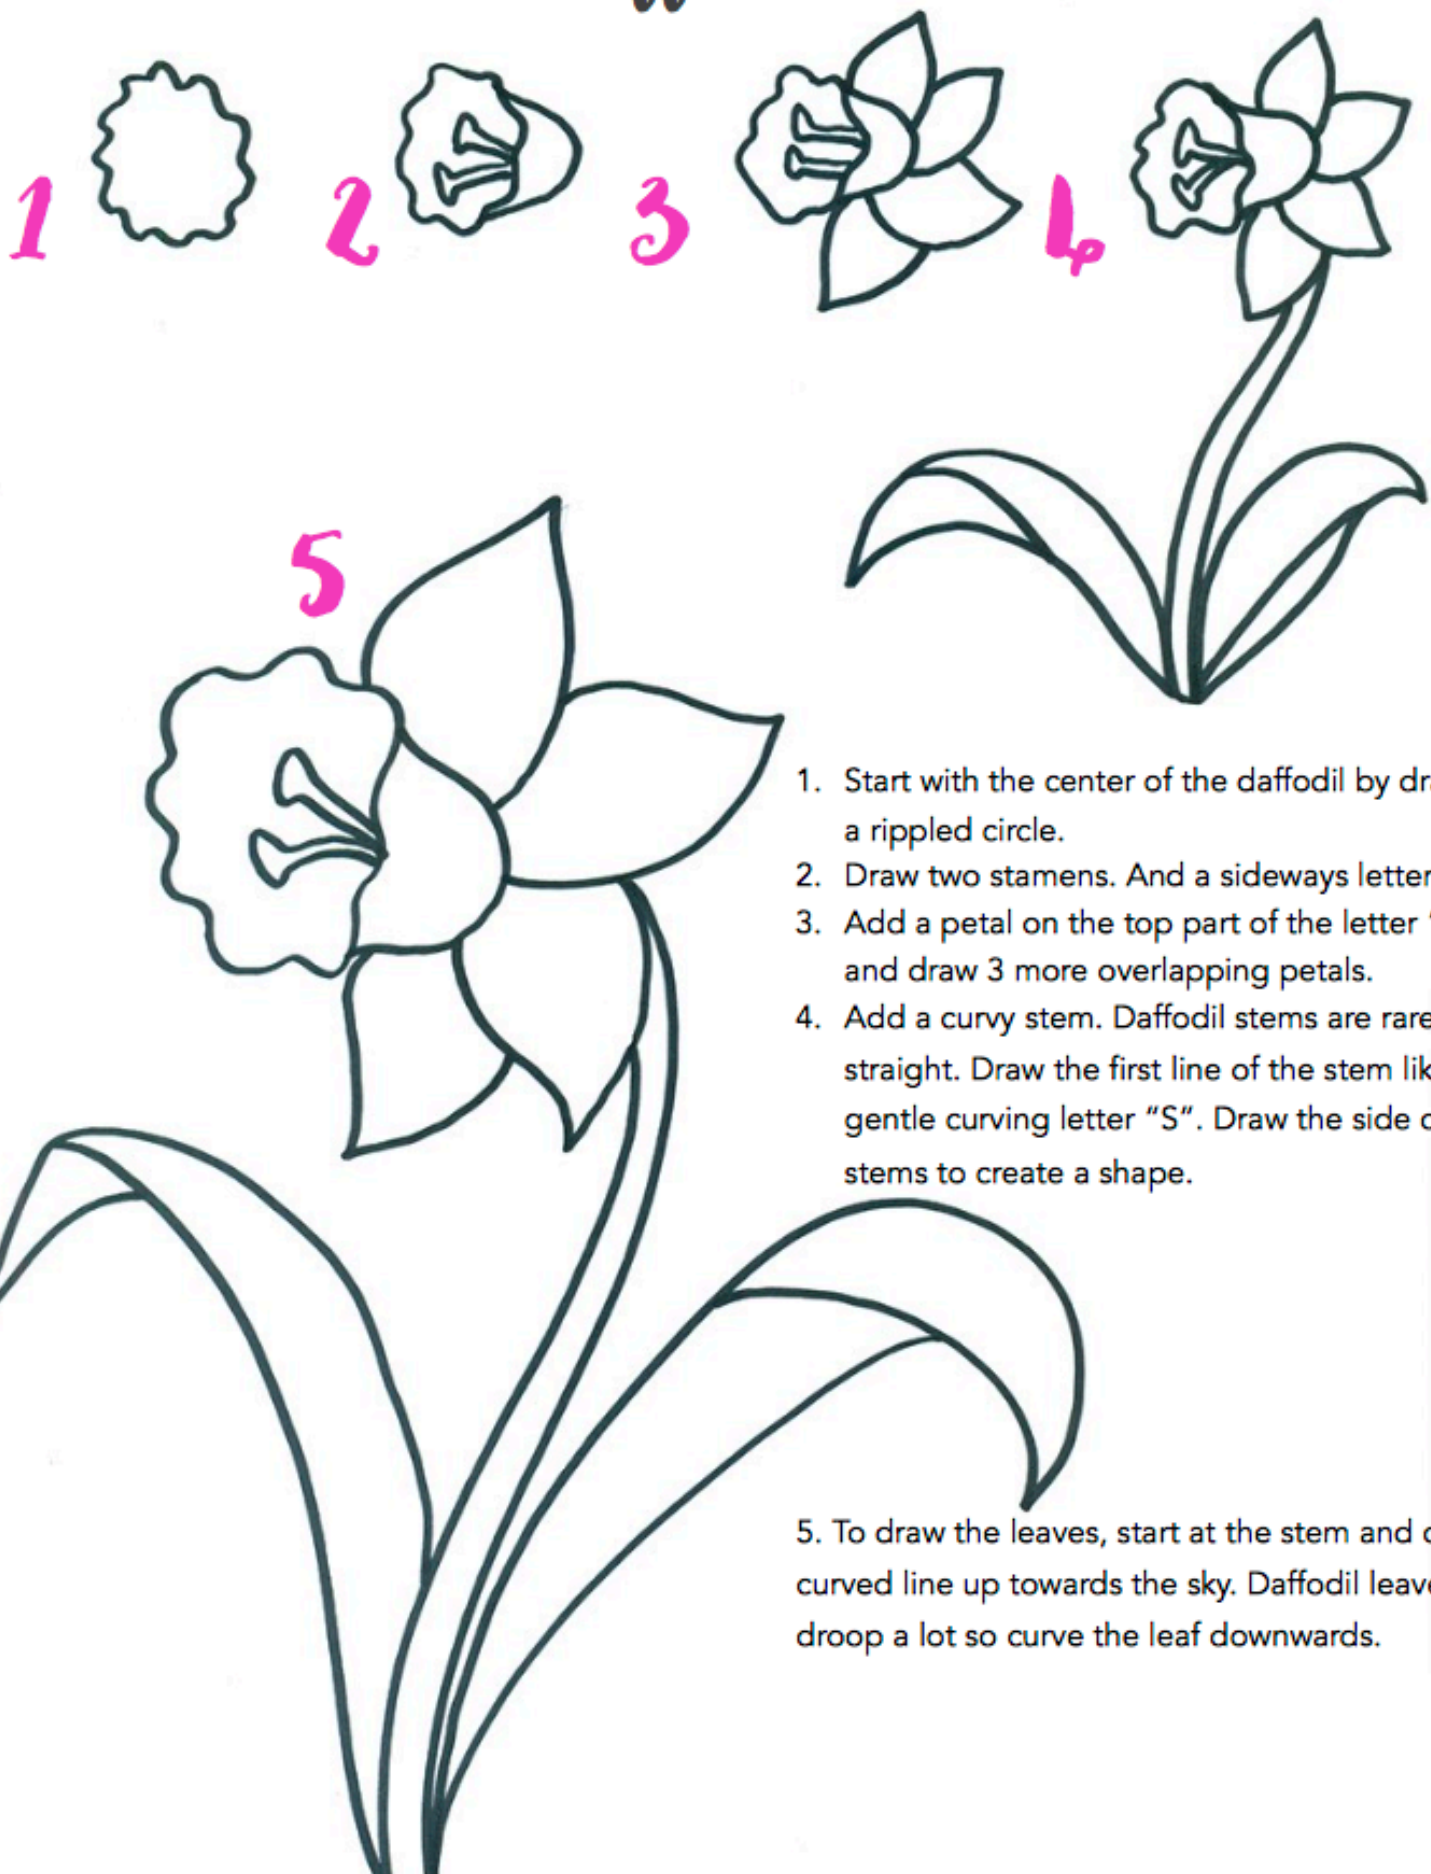 1
2
3
4
5
1. Start with the center of the daffodil by
a rippled circle.
2. Draw two stamens. And a sideways letter
3. Add a petal on the top part of the letter
and draw 3 more overlapping petals.
4. Add a curvy stem. Daffodil stems are
straight. Draw the first line of the stem
gentle curving letter “S”. Draw the side
stems to create a shape.
5. To draw the leaves, start at the stem and
curved line up towards the sky. Daffodil
droop a lot so curve the leaf downwards.